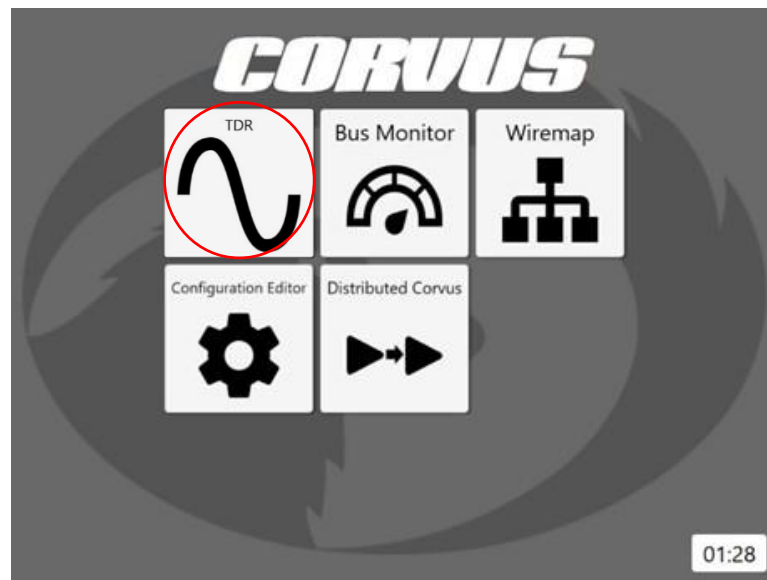 CORVUS
TDR
Bus Monitor
Wiremap
Configuration Editor
Distributed Corvus
01:28